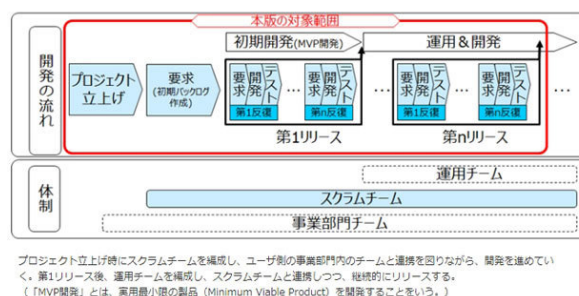 本版の対象範囲
開発の流れ
初期開発(MVP開発)
運用&開発
プロジェクト
立上げ
要求
(初期バックログ
作成)
要求
開発
テスト
第1反復
…
要求
開発
テスト
第n反復
第1リリース
…
要求
開発
テスト
第1反復
…
要求
開発
テスト
第n反復
第nリリース
…
体制
運用チーム
スクラムチーム
事業部門チーム
プロジェクト立上げ時にスクラムチームを編成し、ユーザ側の事業部門内のチームと連携を図りながら、開発を進めてい
く。第1リリース後、運用チームを編成し、スクラムチームと連携しつつ、継続的にリリースする。
(「MVP開発」とは、実用最小限の製品(Minimum Viable Product)を開発することをいう。)